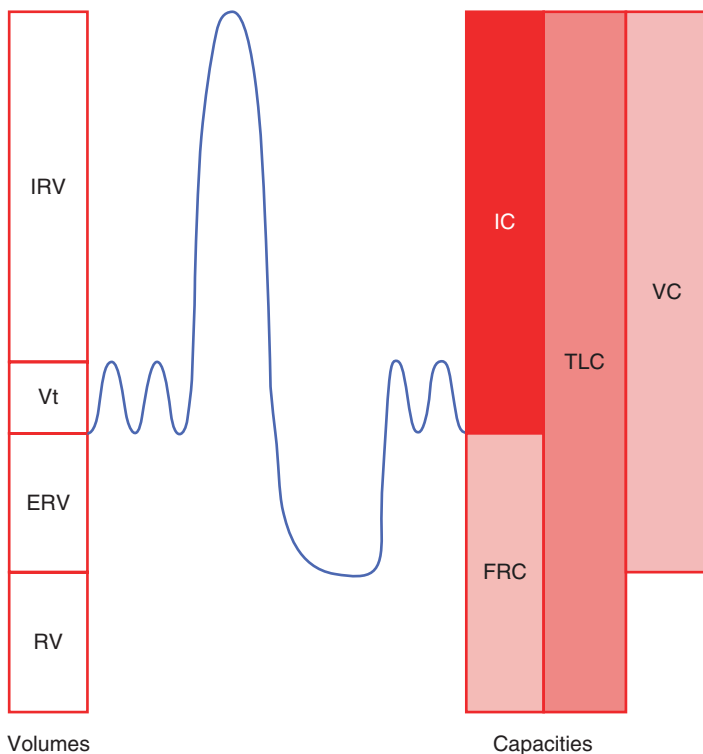 IRV
Vt
ERV
RV
IC
FRC
TLC
VC
Volumes
Capacities